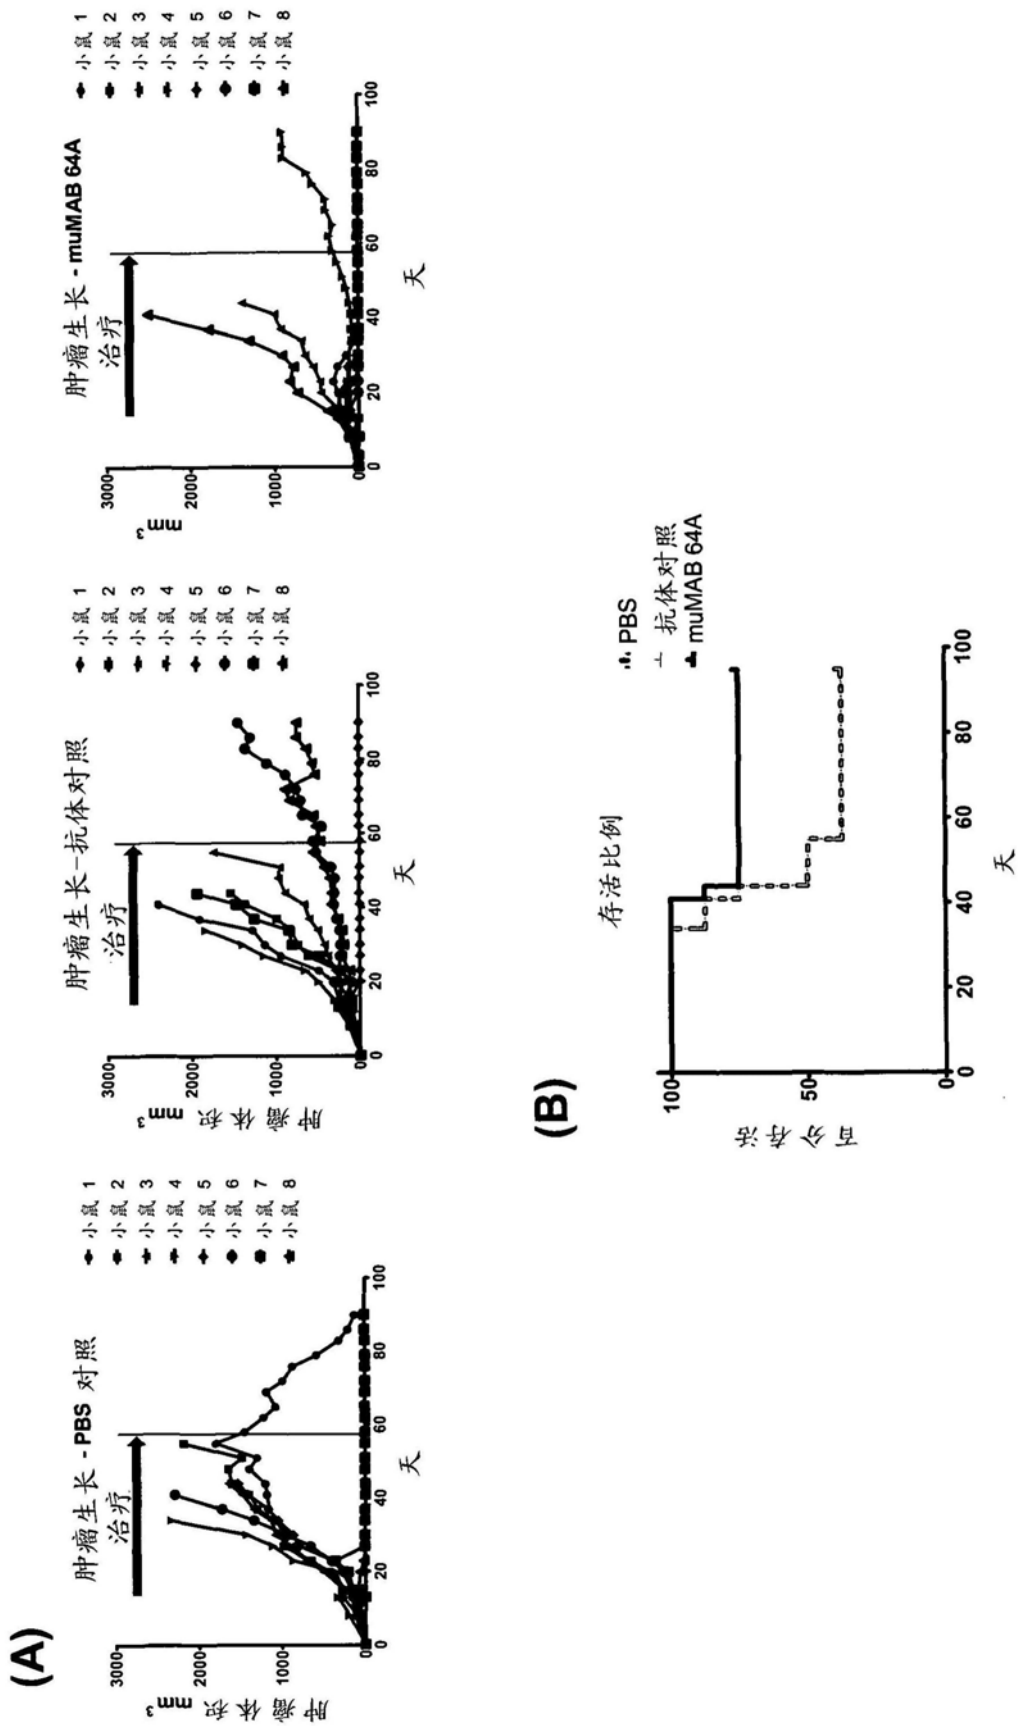 (A)
肿瘤生长 - PBS 对照
治疗
肿瘤体积 mm³
3000
2000
1000
0
0
20
40
60
80
100
天
小鼠 1
小鼠 2
小鼠 3
小鼠 4
小鼠 5
小鼠 6
小鼠 7
小鼠 8
肿瘤生长-抗体对照
治疗
肿瘤体积 mm³
3000
2000
1000
0
0
20
40
60
80
100
天
小鼠 1
小鼠 2
小鼠 3
小鼠 4
小鼠 5
小鼠 6
小鼠 7
小鼠 8
肿瘤生长 - muMAB 64A
治疗
mm³
3000
2000
1000
0
0
20
40
60
80
100
天
小鼠 1
小鼠 2
小鼠 3
小鼠 4
小鼠 5
小鼠 6
小鼠 7
小鼠 8
(B)
存活比例
百分存活
100
50
0
0
20
40
60
80
100
天
PBS
抗体对照
muMAB 64A